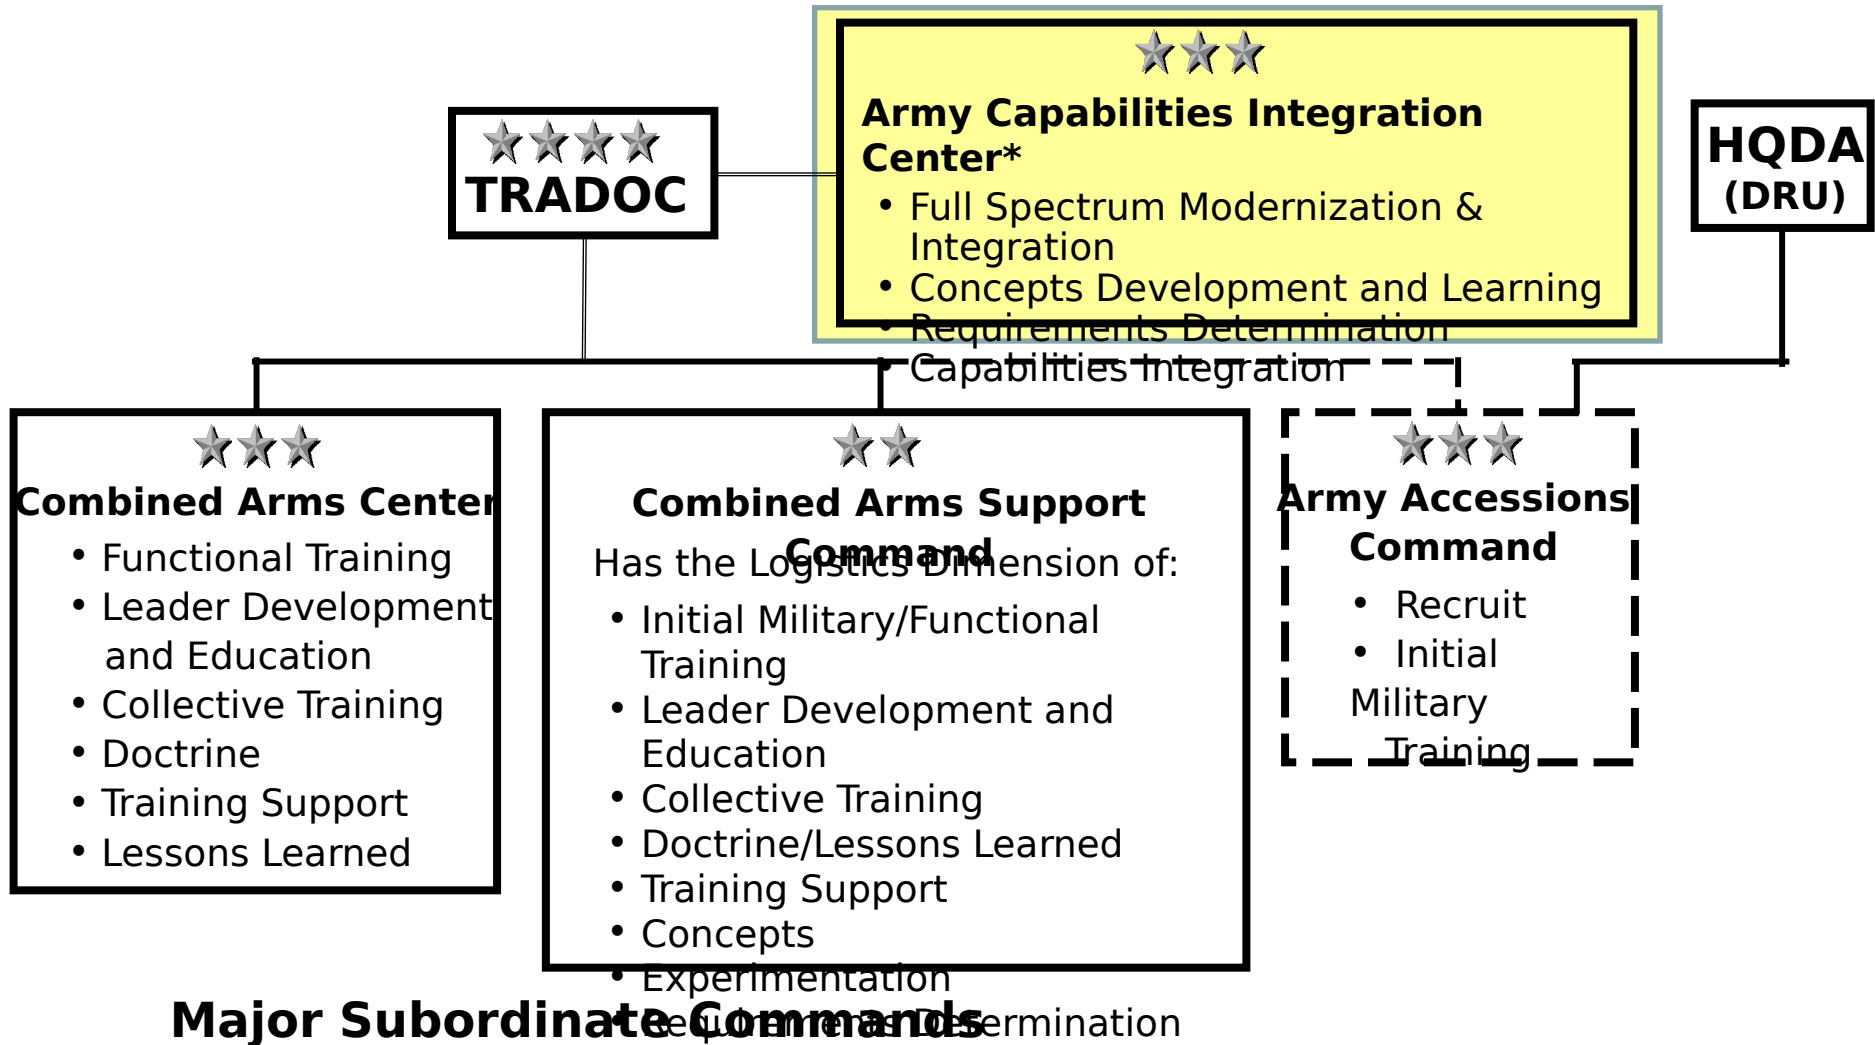 Army Capabilities Integration
Center*
• Full Spectrum Modernization &
Integration
• Concepts Development and Learning
• Requirements Determination
• Capabilities Integration
TRADOC
HQDA
(DRU)
Combined Arms Center
• Functional Training
• Leader Development
and Education
• Collective Training
• Doctrine
• Training Support
• Lessons Learned
Combined Arms Support
Command
Has the Logistics Dimension of:
• Initial Military/Functional
Training
• Leader Development and
Education
• Collective Training
• Doctrine/Lessons Learned
• Training Support
• Concepts
• Experimentation
• Requirements Determination
Army Accessions
Command
• Recruit
• Initial
Military
Training
Major Subordinate Commands